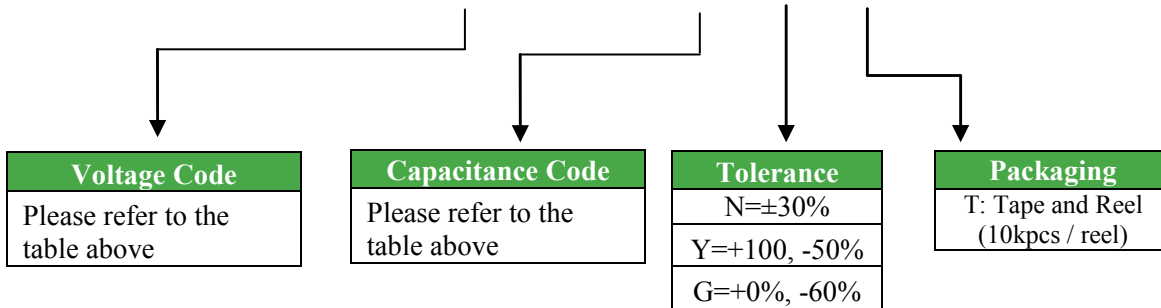 Voltage Code
Please refer to the
table above
Capacitance Code
Please refer to the
table above
Tolerance
N=±30%
Y=+100, -50%
G=+0%, -60%
Packaging
T: Tape and Reel
(10kpcs / reel)